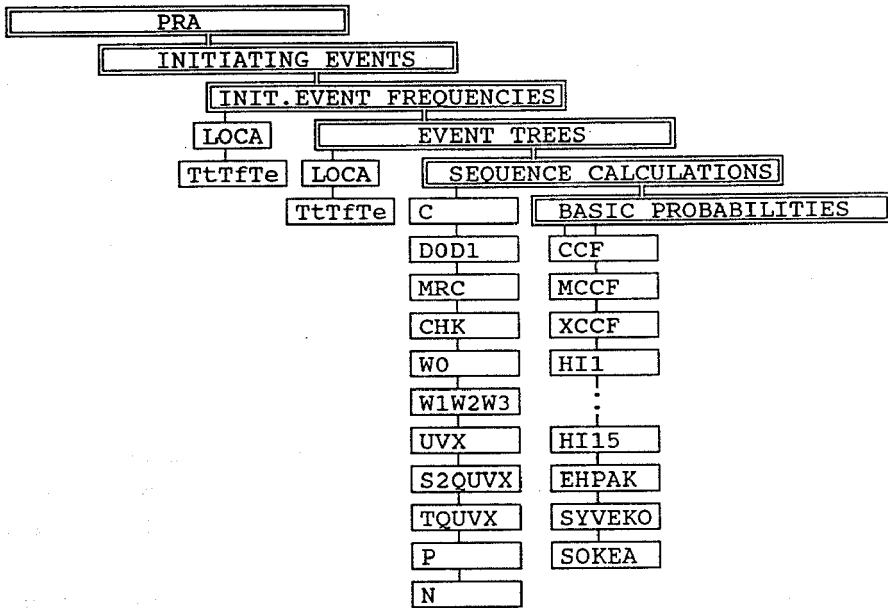 PRA
INITIATING EVENTS
INIT.EVENT FREQUENCIES
LOCA EVENT TREES
TtTfTe LOCA SEQUENCE CALCULATIONS
TtTfTe C BASIC PROBABILITIES
D0D1 CCF
MRC MCCF
CHK XCCF
WO HI1
W1W2W3
UVX HI15
S2QUVX EHPAK
TQUVX SYVEKO
P SOKEA
N